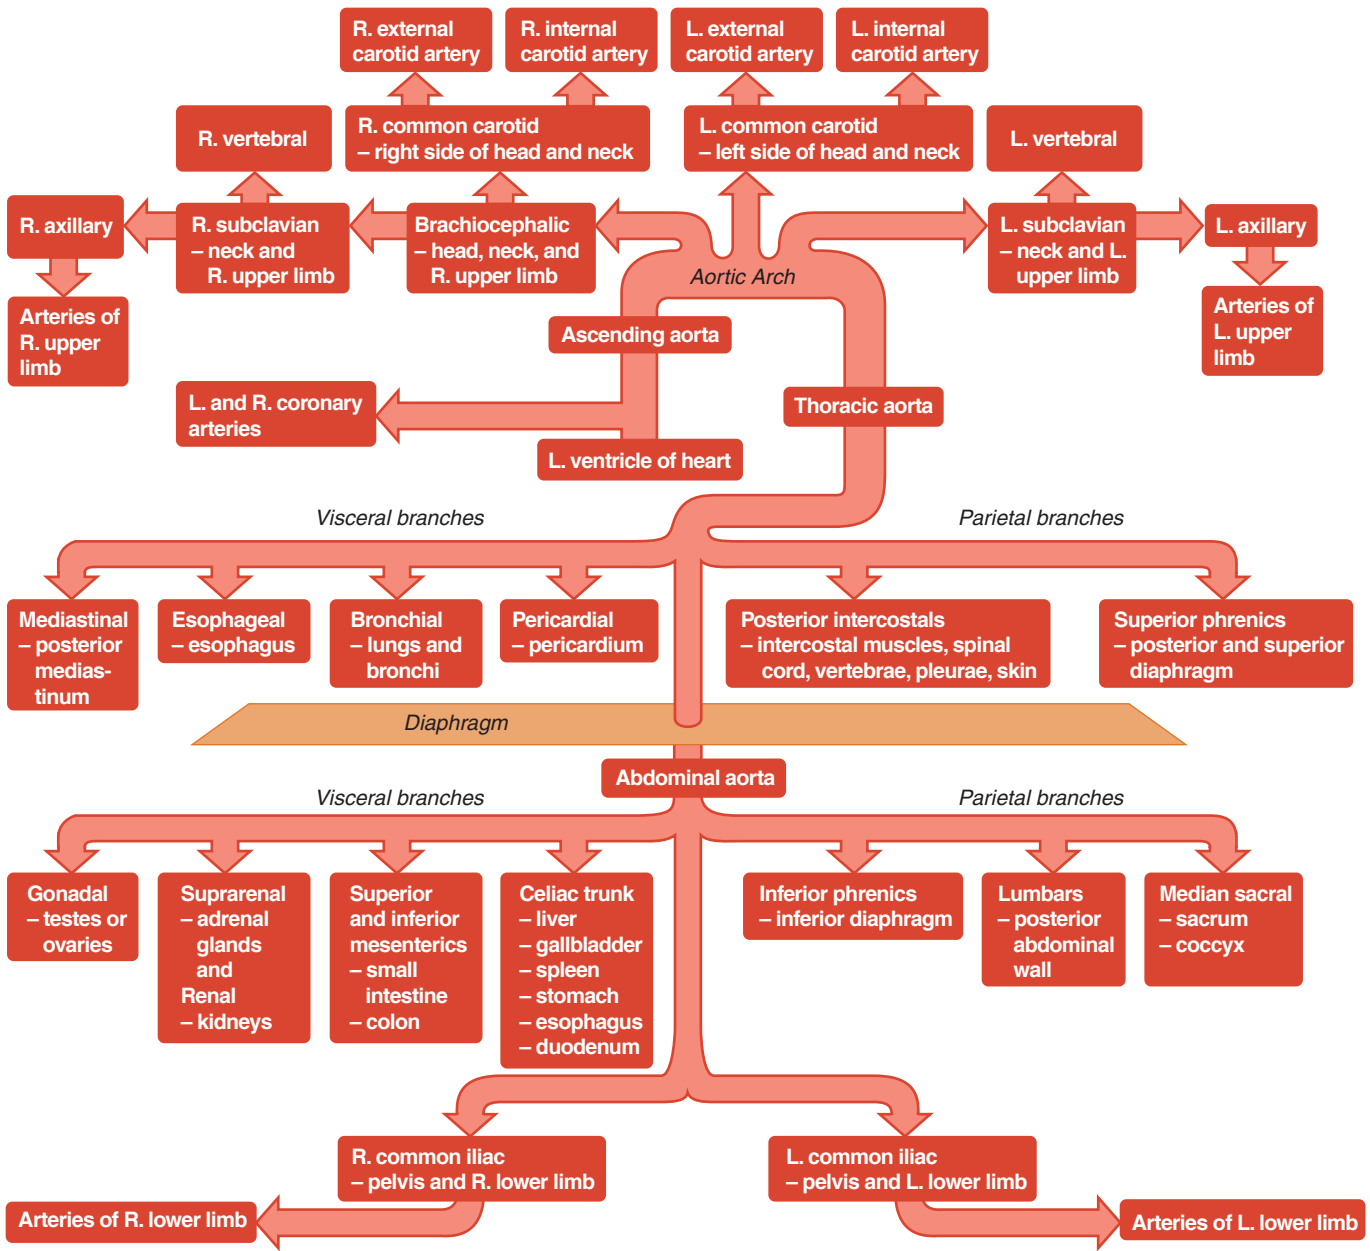 R. external
carotid artery
R. internal
carotid artery
L. external
carotid artery
L. internal
carotid artery
R. vertebral
R. common carotid
– right side of head and neck
L. common carotid
– left side of head and neck
L. vertebral
R. axillary
R. subclavian
– neck and
R. upper limb
Brachiocephalic
– head, neck, and
R. upper limb
Aortic Arch
L. subclavian
– neck and L.
upper limb
L. axillary
Arteries of
R. upper
limb
Ascending aorta
Arteries of
L. upper
limb
L. and R. coronary
arteries
Thoracic aorta
L. ventricle of heart
Visceral branches
Parietal branches
Mediastinal
– posterior
medias-
tinum
Esophageal
– esophagus
Bronchial
– lungs and
bronchi
Pericardial
– pericardium
Posterior intercostals
– intercostal muscles, spinal
cord, vertebrae, pleurae, skin
Superior phrenics
– posterior and superior
diaphragm
Diaphragm
Abdominal aorta
Visceral branches
Parietal branches
Gonadal
– testes or
ovaries
Suprarenal
– adrenal
glands
and
Renal
– kidneys
Superior
and inferior
mesenterics
– small
intestine
– colon
Celiac trunk
– liver
– gallbladder
– spleen
– stomach
– esophagus
– duodenum
Inferior phrenics
– inferior diaphragm
Lumbars
– posterior
abdominal
wall
Median sacral
– sacrum
– coccyx
R. common iliac
– pelvis and R. lower limb
L. common iliac
– pelvis and L. lower limb
Arteries of R. lower limb
Arteries of L. lower limb